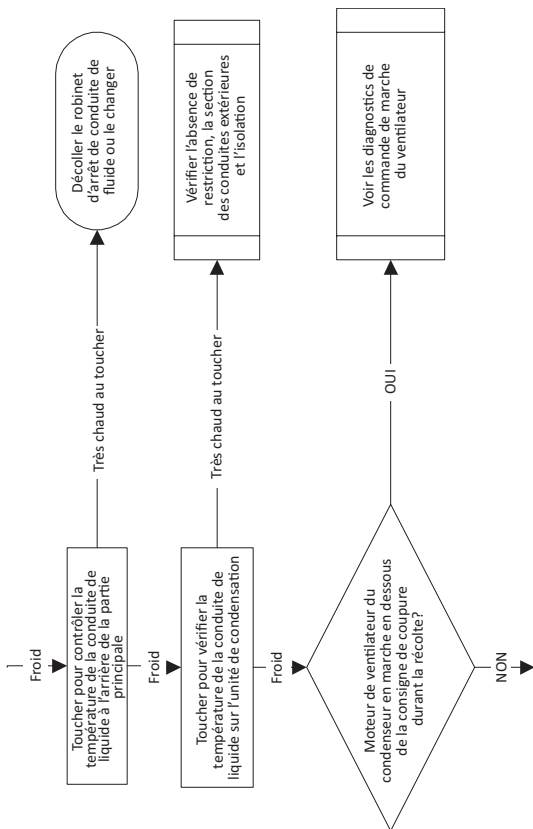 Froid
Toucher pour contrôler la
température de la conduite de
liquide à l'arrière de la partie
principale
Très chaud au toucher
Décoller le robinet
d'arrêt de conduite de
fluide ou le changer
Froid
Toucher pour vérifier la
température de la conduite de
liquide sur l'unité de condensation
Très chaud au toucher
Vérifier l'absence de
restriction, la section
des conduites extérieures
et l'isolation
Froid
Moteur de ventilateur du
condenseur en marche en dessous
de la consigne de coupure
durant la récolte?
OUI
Voir les diagnostics de
commande de marche
du ventilateur
NON